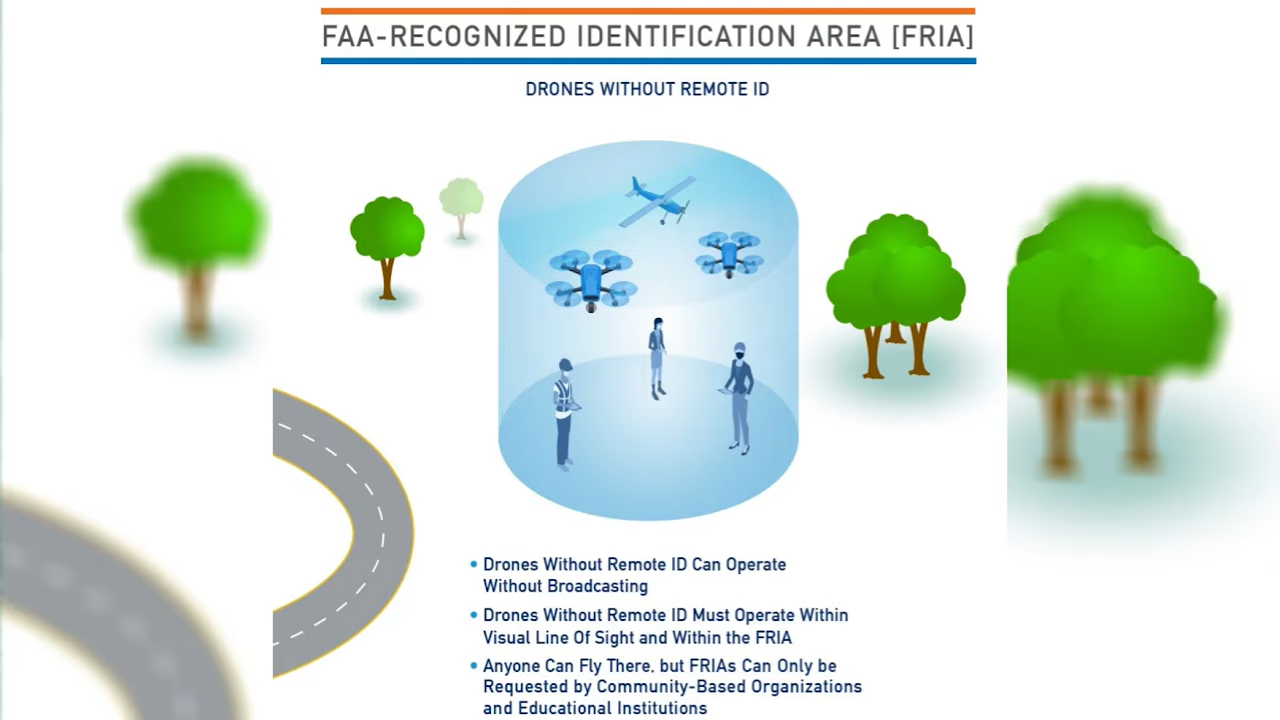 FAA-RECOGNIZED IDENTIFICATION AREA [FRIA]
DRONES WITHOUT REMOTE ID
• Drones Without Remote ID Can Operate
Without Broadcasting
• Drones Without Remote ID Must Operate Within
Visual Line Of Sight and Within the FRIA
• Anyone Can Fly There, but FRIAs Can Only be
Requested by Community-Based Organizations
and Educational Institutions